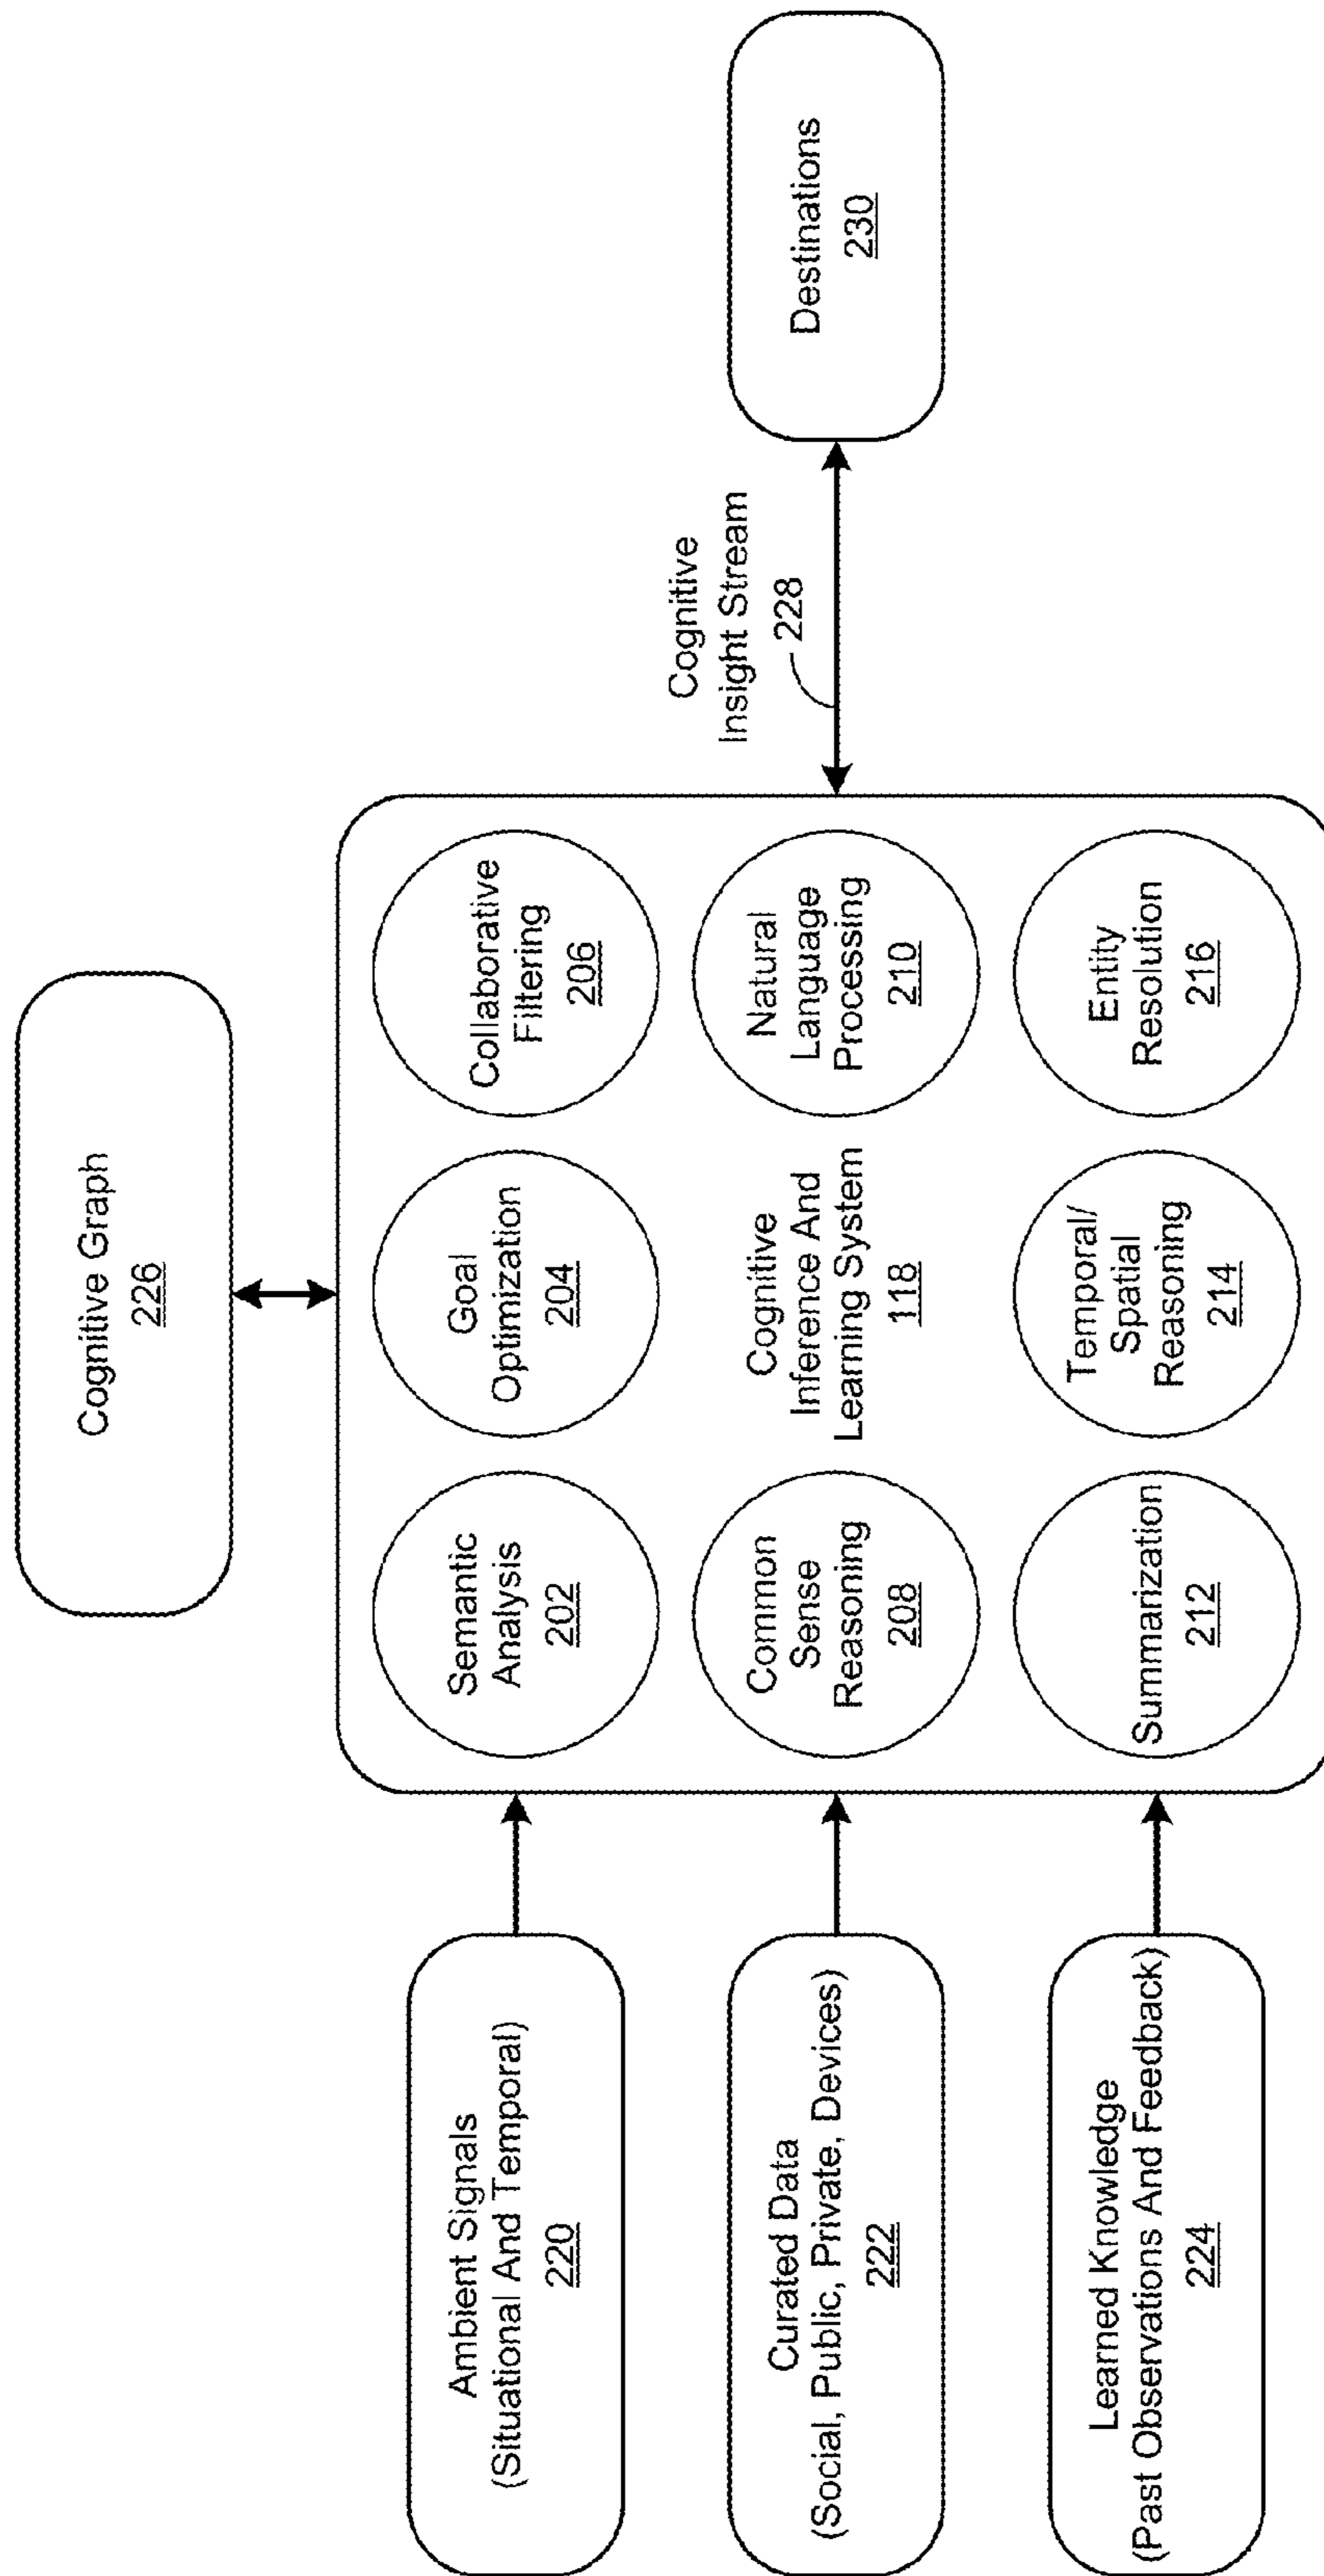 Cognitive Graph
226
Ambient Signals
(Situational And Temporal)
220
Curated Data
(Social, Public, Private, Devices)
222
Learned Knowledge
(Past Observations And Feedback)
224
Semantic
Analysis
202
Goal
Optimization
204
Collaborative
Filtering
206
Common
Sense
Reasoning
208
Cognitive
Inference And
Learning System
118
Natural
Language
Processing
210
Summarization
212
Temporal/
Spatial
Reasoning
214
Entity
Resolution
216
Cognitive
Insight Stream
228
Destinations
230